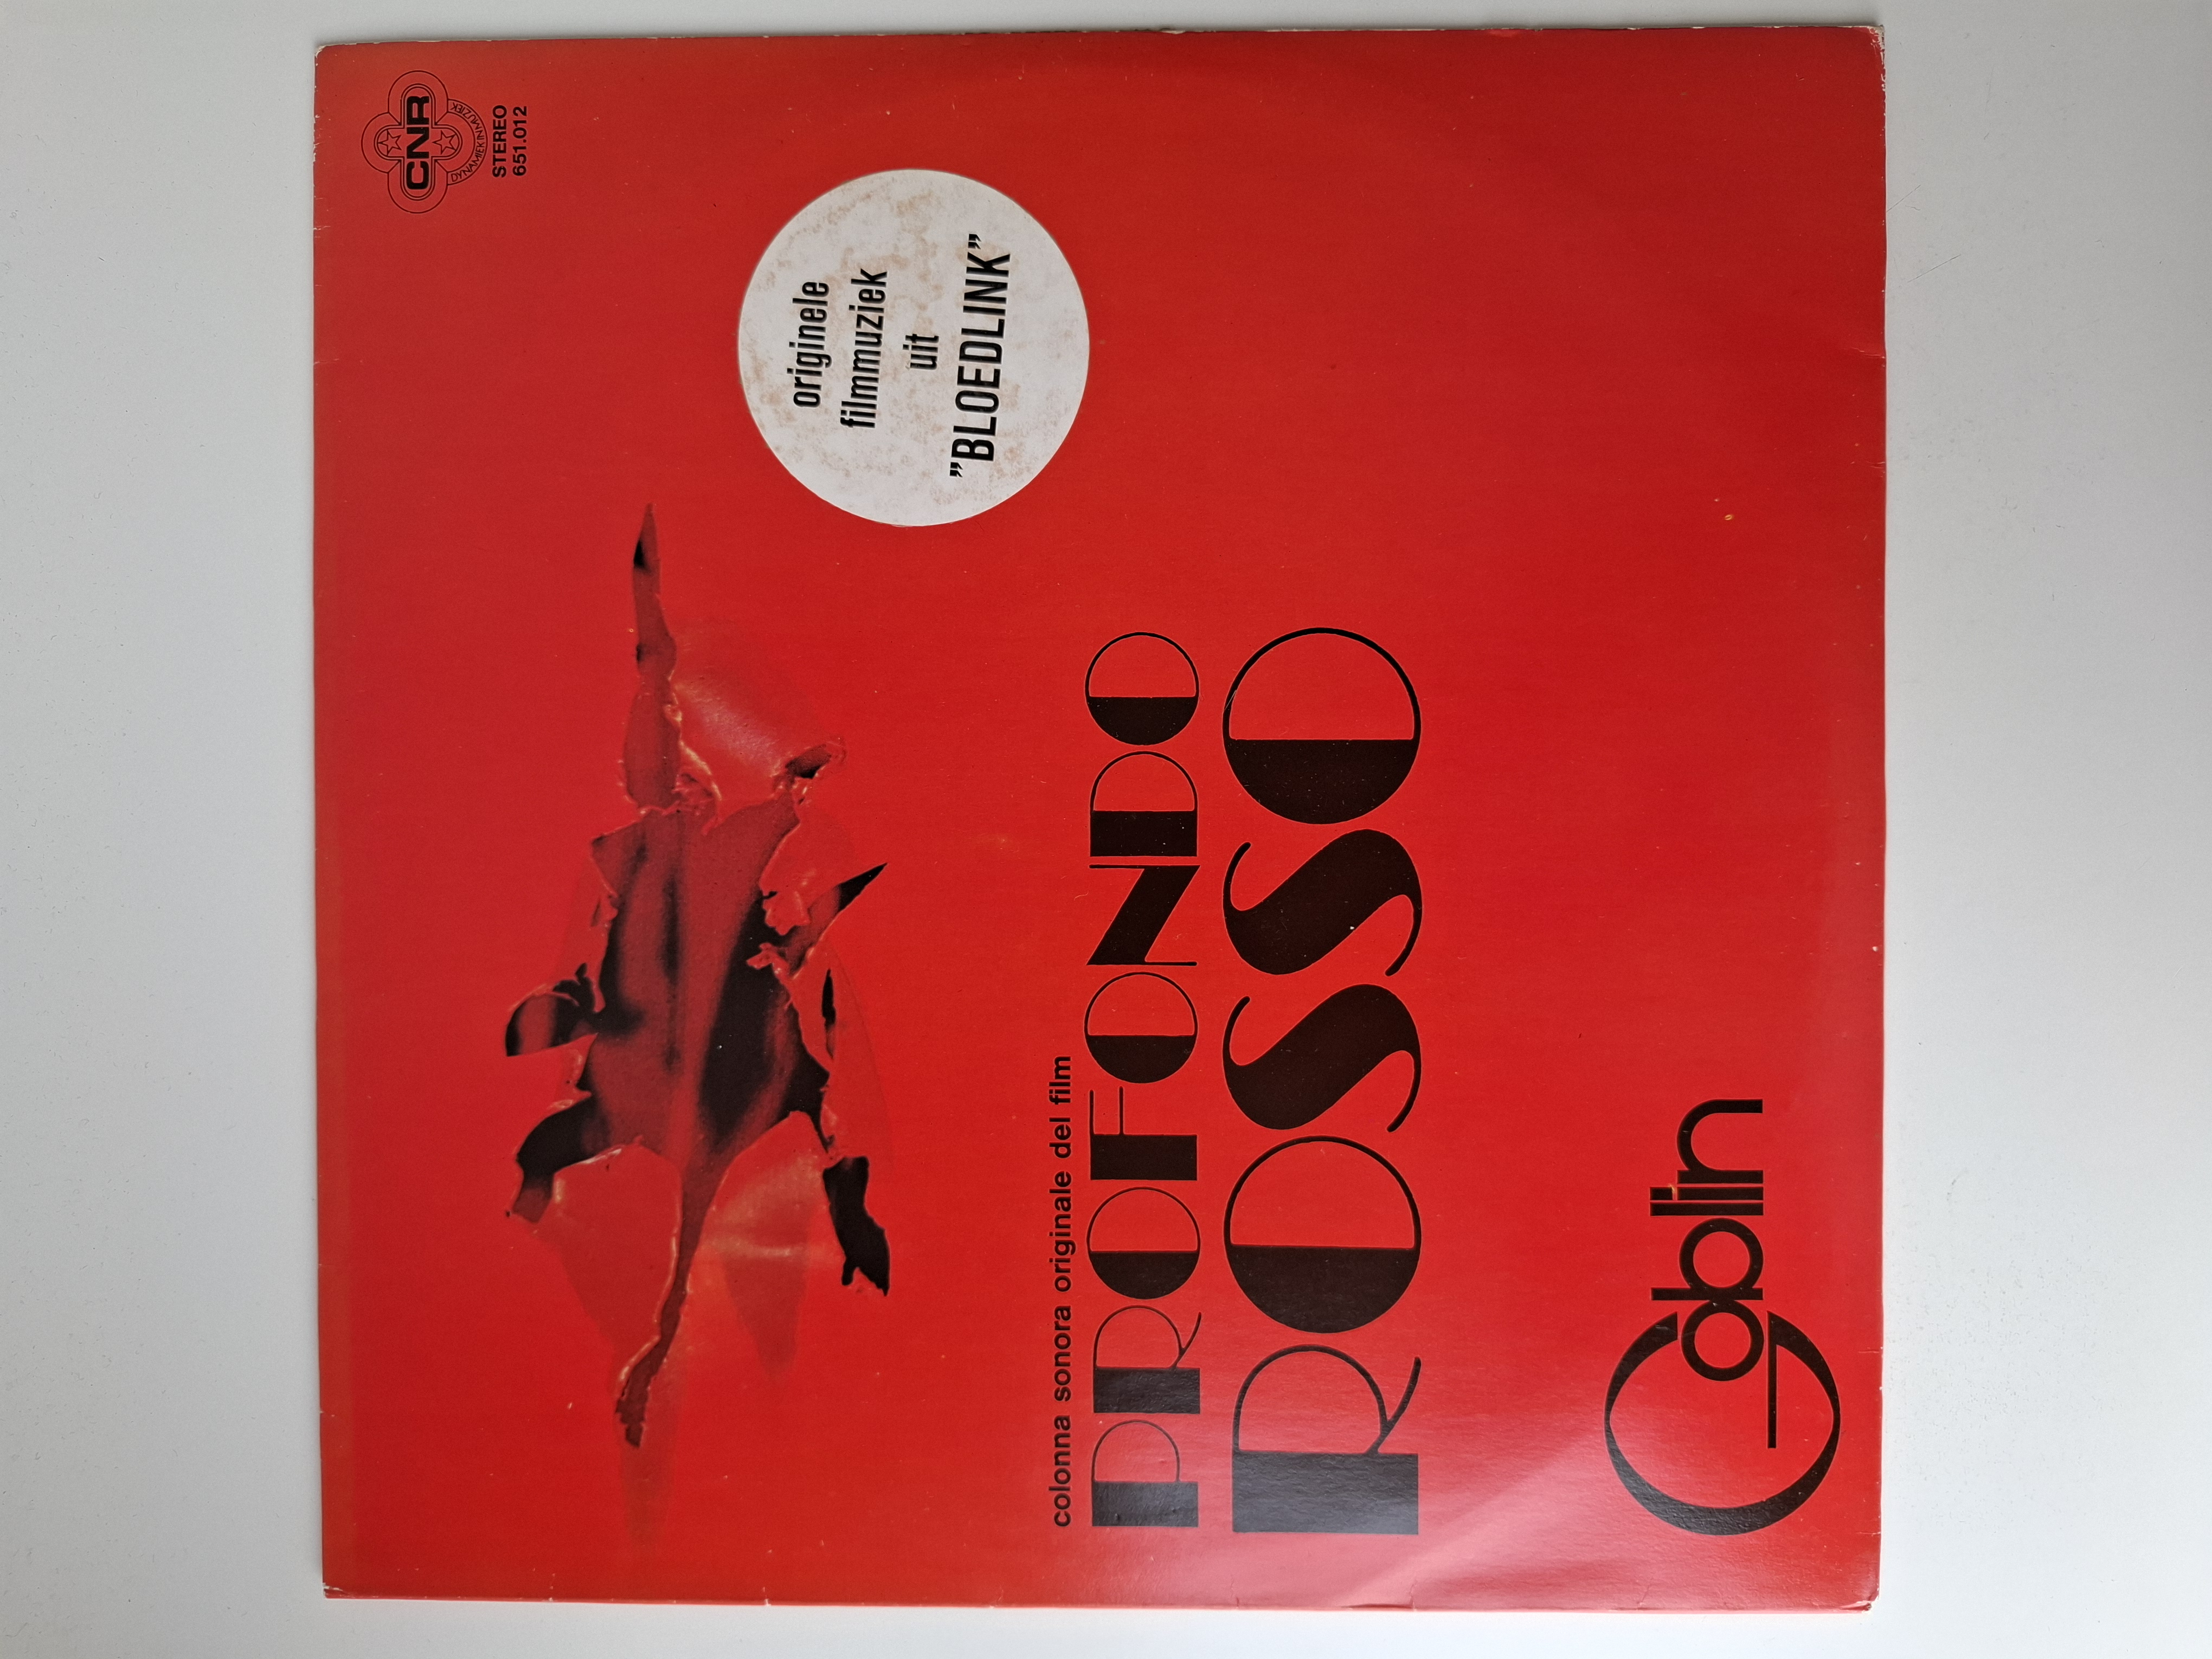 CNR
DYNAMIEK IN MUZIEK
STEREO
651.012
originele
filmmuziek
uit
"BLOEDLINK"
colonna sonora originale del film
PROFONDO
ROSSO
Goblin